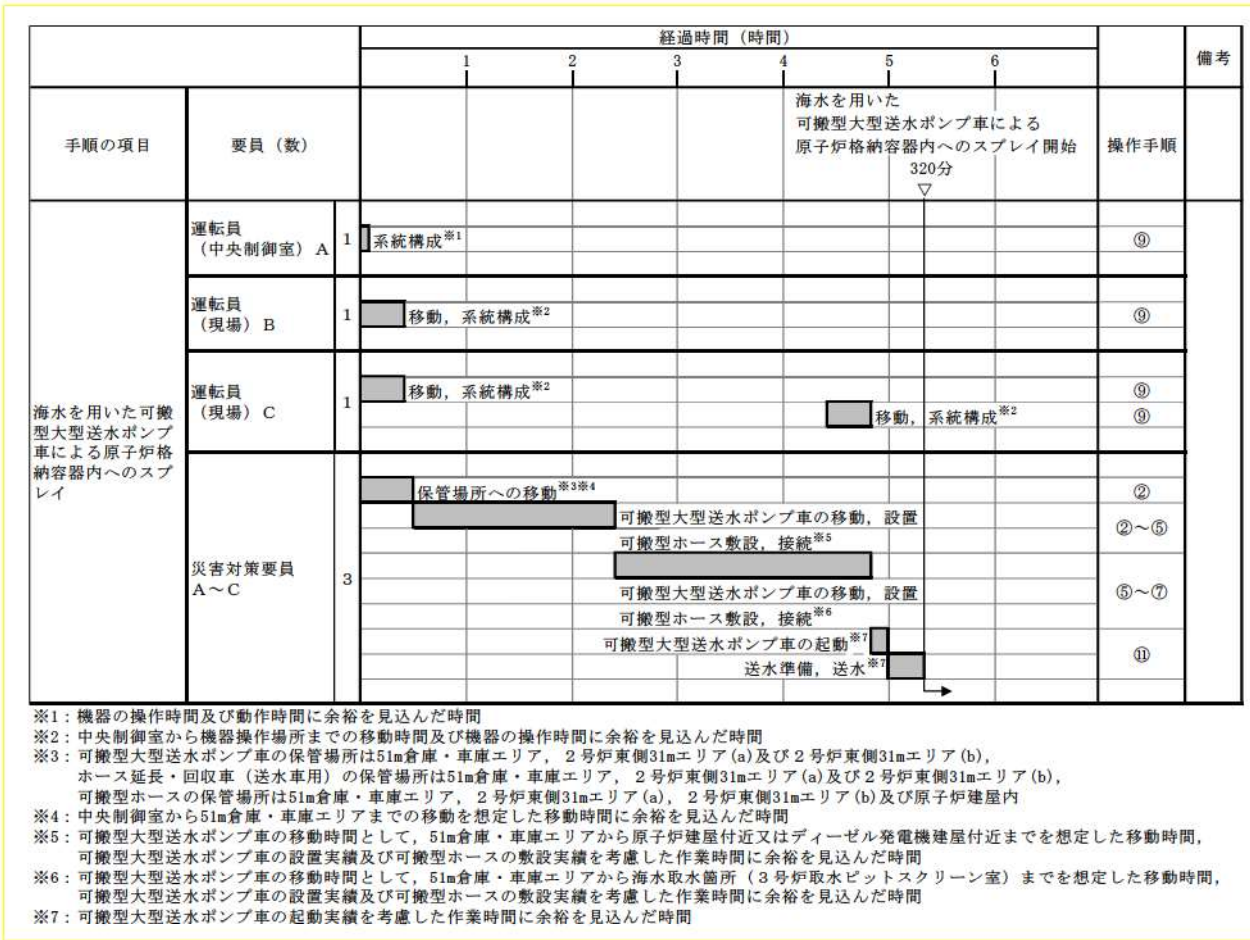 経過時間（時間）
備考
1 2 3 4 5 6
手順の項目
要員（数）
海水を用いた
可搬型大型送水ポンプ車による
原子炉格納容器内へのスプレイ開始
320分
▽
操作手順
海水を用いた可搬
型大型送水ポンプ
車による原子炉格
納容器内へのスプ
レイ
運転員
（中央制御室）A
1
系統構成※1
⑨
運転員
（現場）B
1
移動，系統構成※2
⑨
運転員
（現場）C
1
移動，系統構成※2
⑨
移動，系統構成※2
⑨
災害対策要員
A～C
3
保管場所への移動※3※4
②
可搬型大型送水ポンプ車の移動，設置
可搬型ホース敷設，接続※5
②～⑤
可搬型大型送水ポンプ車の移動，設置
可搬型ホース敷設，接続※6
⑤～⑦
可搬型大型送水ポンプ車の起動※7
送水準備，送水※7
⑪
※1：機器の操作時間及び動作時間に余裕を見込んだ時間
※2：中央制御室から機器操作場所までの移動時間及び機器の操作時間に余裕を見込んだ時間
※3：可搬型大型送水ポンプ車の保管場所は51m倉庫・車庫エリア，２号炉東側31mエリア(a)及び２号炉東側31mエリア(b)，
ホース延長・回収車（送水車用）の保管場所は51m倉庫・車庫エリア，２号炉東側31mエリア(a)及び２号炉東側31mエリア(b)，
可搬型ホースの保管場所は51m倉庫・車庫エリア，２号炉東側31mエリア(a)，２号炉東側31mエリア(b)及び原子炉建屋内
※4：中央制御室から51m倉庫・車庫エリアまでの移動を想定した移動時間に余裕を見込んだ時間
※5：可搬型大型送水ポンプ車の移動時間として，51m倉庫・車庫エリアから原子炉建屋付近又はディーゼル発電機建屋付近までを想定した移動時間，
可搬型大型送水ポンプ車の設置実績及び可搬型ホースの敷設実績を考慮した作業時間に余裕を見込んだ時間
※6：可搬型大型送水ポンプ車の移動時間として，51m倉庫・車庫エリアから海水取水箇所（３号炉取水ピットスクリーン室）までを想定した移動時間，
可搬型大型送水ポンプ車の設置実績及び可搬型ホースの敷設実績を考慮した作業時間に余裕を見込んだ時間
※7：可搬型大型送水ポンプ車の起動実績を考慮した作業時間に余裕を見込んだ時間